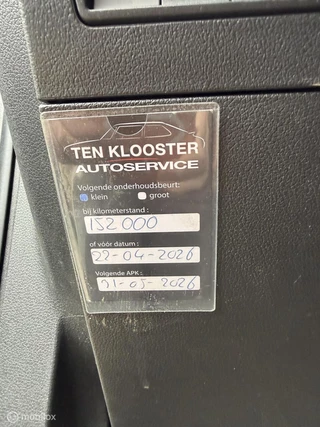 TEN KLOOSTER
AUTOSERVICE
Volgende onderhoudsbeurt:
klein groot
bij kilometerstand :
152 000
of vóór datum :
22-04-2026
Volgende APK :
21-05-2026
mobilox